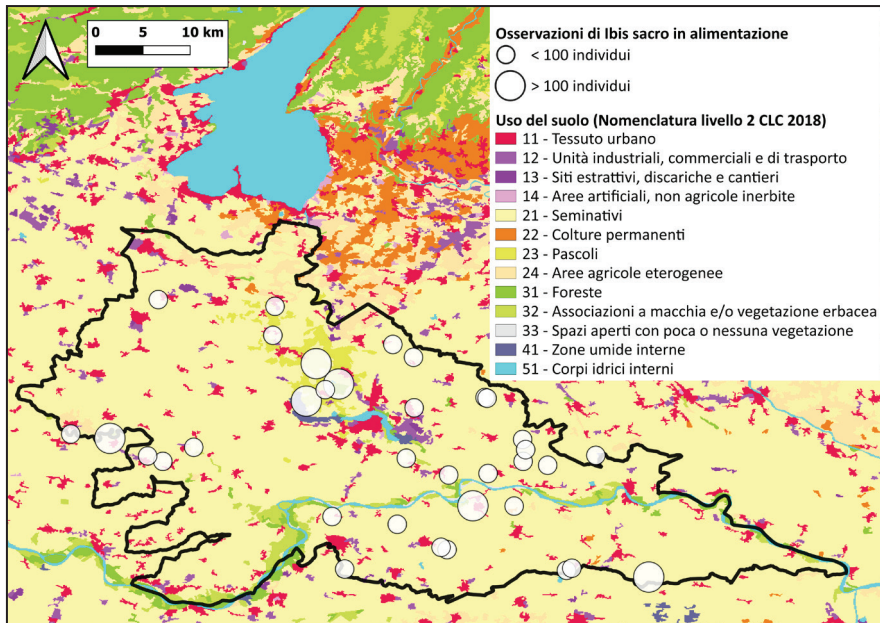 0 5 10 km
Osservazioni di Ibis sacro in alimentazione
< 100 individui
> 100 individui
Uso del suolo (Nomenclatura livello 2 CLC 2018)
11 - Tessuto urbano
12 - Unità industriali, commerciali e di trasporto
13 - Siti estrattivi, discariche e cantieri
14 - Aree artificiali, non agricole inerbite
21 - Seminativi
22 - Colture permanenti
23 - Pascoli
24 - Aree agricole eterogenee
31 - Foreste
32 - Associazioni a macchia e/o vegetazione erbacea
33 - Spazi aperti con poca o nessuna vegetazione
41 - Zone umide interne
51 - Corpi idrici interni